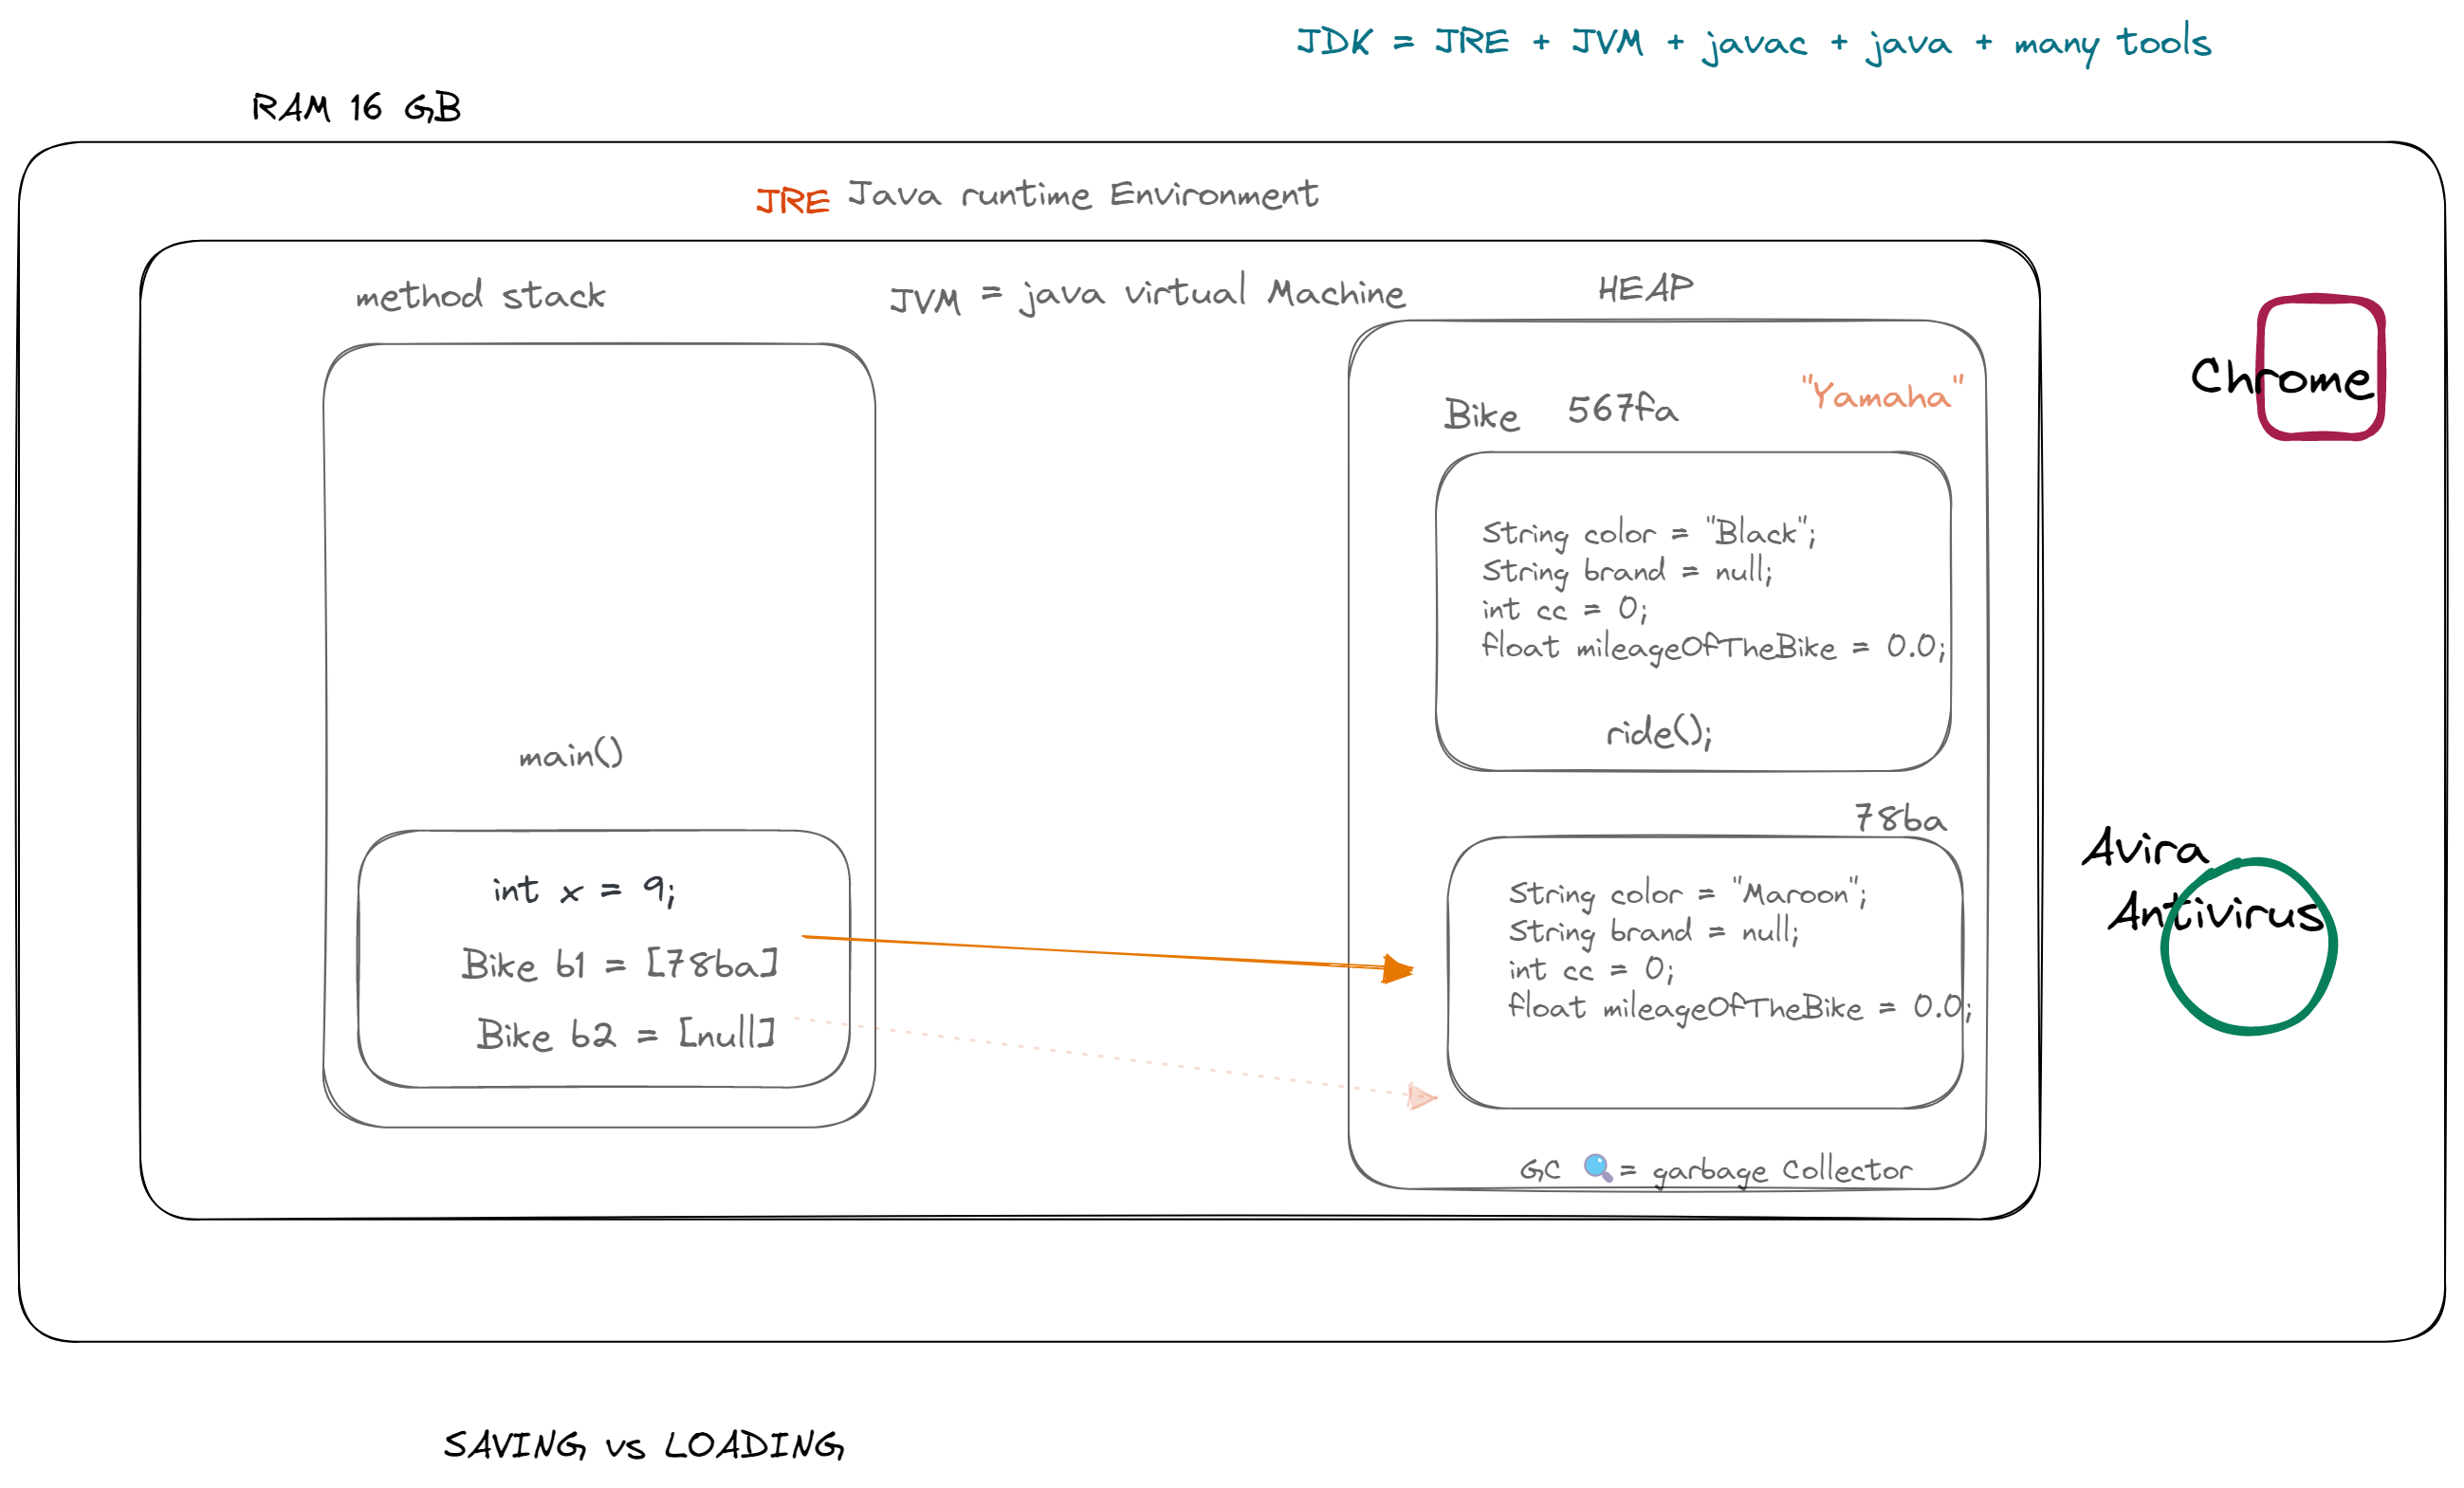 JDK = JRE + JVM + javac + java + many tools
RAM 16 GB
JRE Java runtime Environment
method stack
JVM = java virtual Machine
HEAP
Bike 567fa
"Yamaha"
String color = "Black";
String brand = null;
int cc = 0;
float mileageOfTheBike = 0.0;
ride();
main()
int x = 9;
Bike b1 = [78ba]
Bike b2 = [null]
78ba
String color = "Maroon";
String brand = null;
int cc = 0;
float mileageOfTheBike = 0.0;
GC 🔍= garbage Collector
Chrome
Avira
Antivirus
SAVING vs LOADING